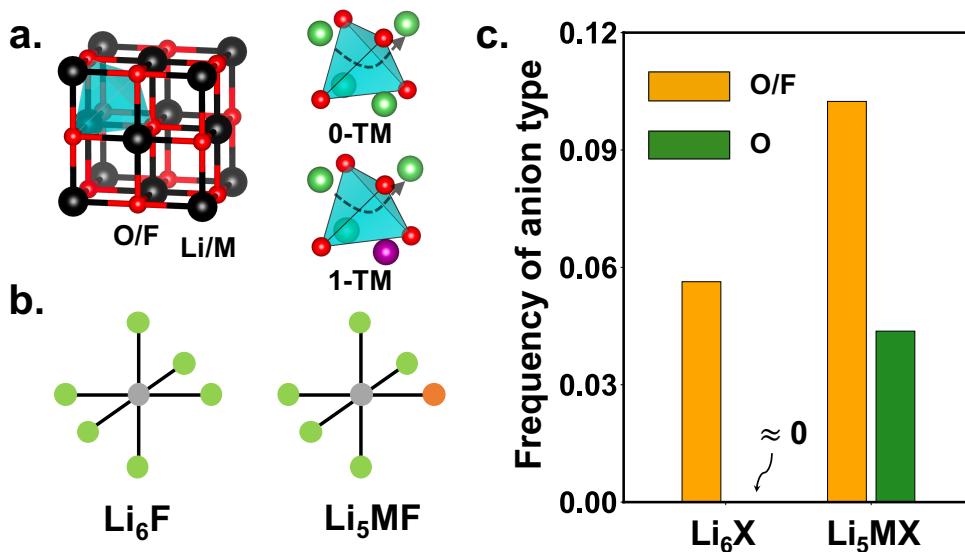 a.
O/F
Li/M
0-TM
1-TM
b.
Li₆F
Li₅MF
c.
Frequency of anion type
0.12
0.09
0.06
0.03
0.00
O/F
O
≈ 0
Li₆X
Li₅MX